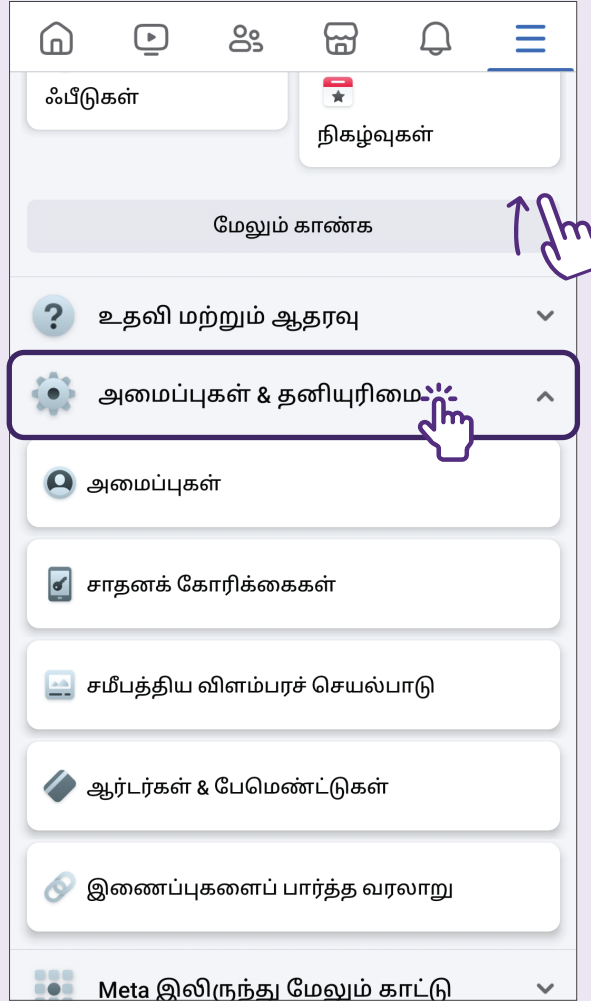 ஃபீடுகள்
நிகழ்வுகள்
மேலும் காண்க
உதவி மற்றும் ஆதரவு
அமைப்புகள் & தனியுரிமை
அமைப்புகள்
சாதனக் கோரிக்கைகள்
சமீபத்திய விளம்பரச் செயல்பாடு
ஆர்டர்கள் & பேமெண்ட்டுகள்
இணைப்புகளைப் பார்த்த வரலாறு
Meta இலிருந்து மேலும் காட்டு